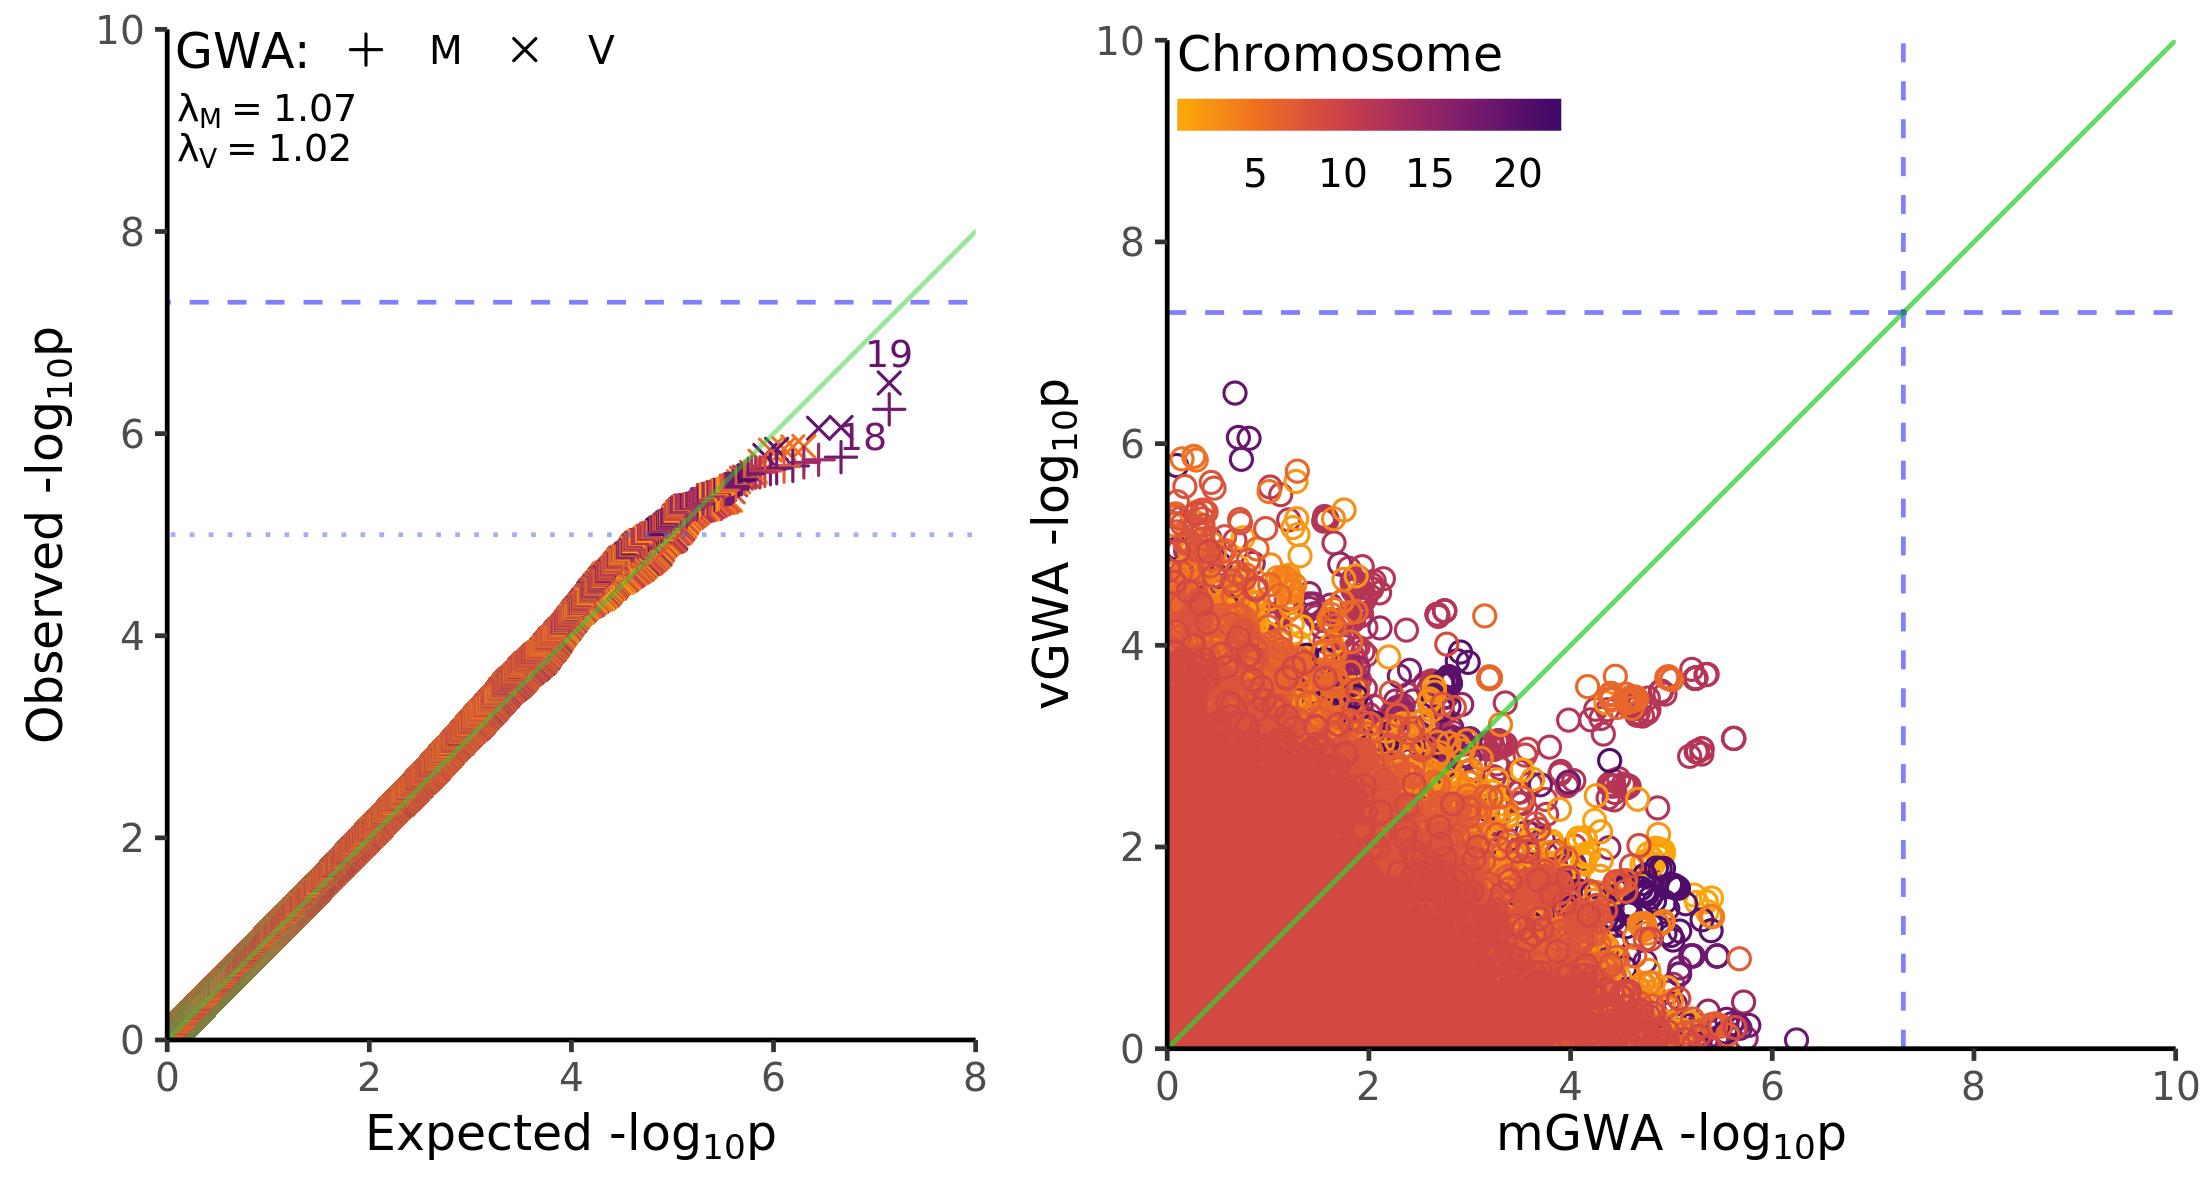 GWA: + M × V
λM = 1.07
λV = 1.02
10
8
6
4
2
0
19
18
0 2 4 6 8
Expected -log10p
Observed -log10p
Chromosome
5 10 15 20
10
8
6
4
2
0
0 2 4 6 8 10
mGWA -log10p
vGWA -log10p